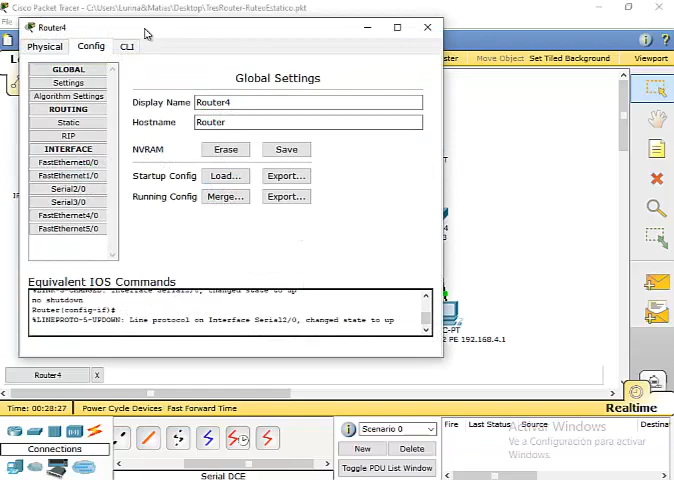 Cisco Packet Tracer - C:\Users\Lurina&Matias\Desktop\TresRouter-RuteoEstatico.pkt
Router4
Physical Config CLI
Move Object Set Tiled Background Viewport
GLOBAL
Settings
Algorithm Settings
ROUTING
Static
RIP
INTERFACE
FastEthernet0/0
FastEthernet1/0
Serial2/0
Serial3/0
FastEthernet4/0
FastEthernet5/0
Global Settings
Display Name Router4
Hostname Router
NVRAM Erase Save
Startup Config Load... Export...
Running Config Merge... Export...
Equivalent IOS Commands
no shutdown
Router(config-if)#
%LINEPROTO-5-UPDOWN: Line protocol on Interface Serial2/0, changed state to up
-PT
2 PE 192.168.4.1
Router4 X
Time: 00:28:27 Power Cycle Devices Fast Forward Time
Realtime
Connections
Serial DCE
Scenario 0
New Delete
Toggle PDU List Window
Fire Last Status Source Destina
Activar Windows
Ve a Configuración para activar
Windows.